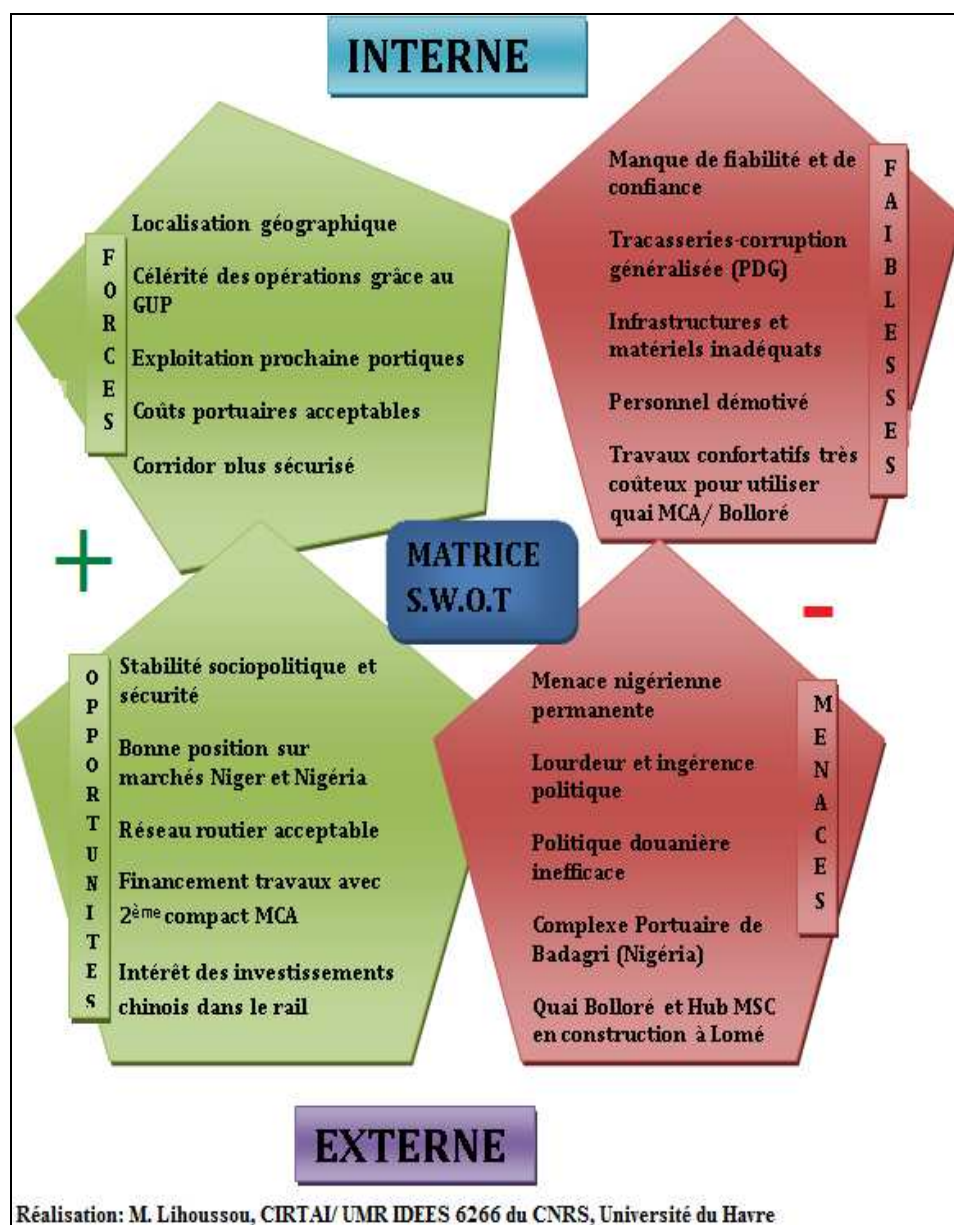 INTERNE
FORCES
Localisation géographique
Célérité des opérations grâce au
GUP
Exploitation prochaine portiques
Coûts portuaires acceptables
Corridor plus sécurisé
FAIBLESSES
Manque de fiabilité et de
confiance
Tracasseries-corruption
généralisée (PDG)
Infrastructures et
matériels inadéquats
Personnel démotivé
Travaux confortatifs très
coûteux pour utiliser
quai MCA/ Bolloré
+
MATRICE
S.W.O.T
-
OPPORTUNITES
Stabilité sociopolitique et
sécurité
Bonne position sur
marchés Niger et Nigéria
Réseau routier acceptable
Financement travaux avec
2ème compact MCA
Intérêt des investissements
chinois dans le rail
MENACES
Menace nigérienne
permanente
Lourdeur et ingérence
politique
Politique douanière
inefficace
Complexe Portuaire de
Badagri (Nigéria)
Quai Bolloré et Hub MSC
en construction à Lomé
EXTERNE
Réalisation: M. Lihoussou, CIRTAI/ UMR IDEES 6266 du CNRS, Université du Havre